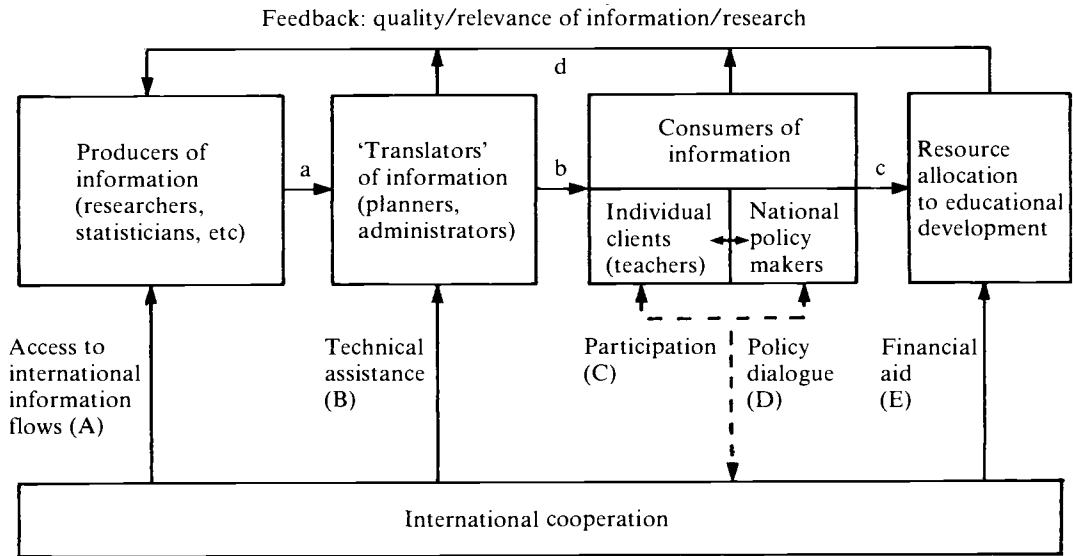 Feedback: quality/relevance of information/research
d
Producers of
information
(researchers,
statisticians, etc)
a
‘Translators’
of information
(planners,
administrators)
b
Consumers of
information
Individual
clients
(teachers)
National
policy
makers
c
Resource
allocation
to educational
development
Access to
international
information
flows (A)
Technical
assistance
(B)
Participation
(C)
Policy
dialogue
(D)
Financial
aid
(E)
International cooperation